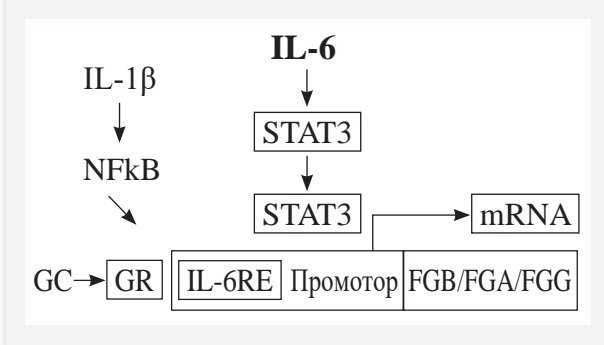 IL-6
IL-1β
STAT3
NFkB
STAT3
mRNA
GC GR IL-6RE Промотор FGB/FGA/FGG